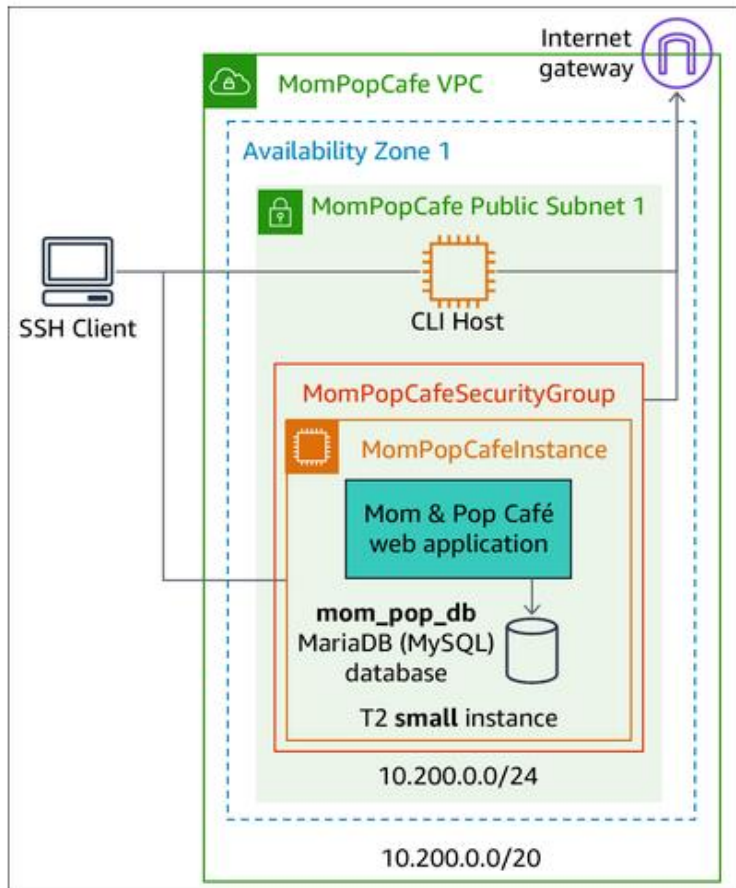 Internet
gateway
MomPopCafe VPC
Availability Zone 1
MomPopCafe Public Subnet 1
SSH Client
CLI Host
MomPopCafeSecurityGroup
MomPopCafeInstance
Mom & Pop Café
web application
mom_pop_db
MariaDB (MySQL)
database
T2 small instance
10.200.0.0/24
10.200.0.0/20